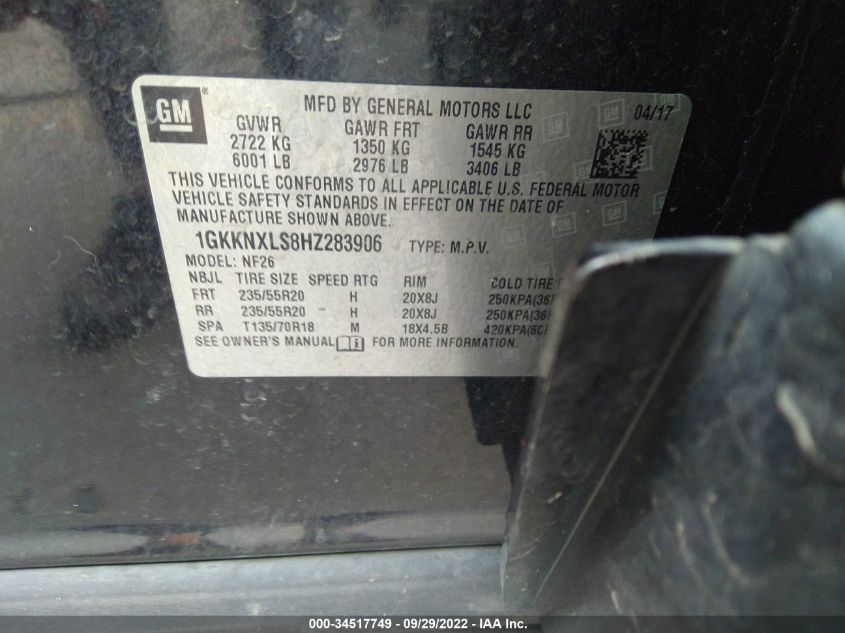 GM
MFD BY GENERAL MOTORS LLC 04/17
GVWR GAWR FRT GAWR RR
2722 KG 1350 KG 1545 KG
6001 LB 2976 LB 3406 LB
THIS VEHICLE CONFORMS TO ALL APPLICABLE U.S. FEDERAL MOTOR
VEHICLE SAFETY STANDARDS IN EFFECT ON THE DATE OF
MANUFACTURE SHOWN ABOVE.
1GKKNXLS8HZ283906 TYPE: M.P.V.
MODEL: NF26
NBJL TIRE SIZE SPEED RTG RIM COLD TIRE
FRT 235/55R20 H 20X8J 250KPA(36
RR 235/55R20 H 20X8J 250KPA(36
SPA T135/70R18 M 18X4.5B 420KPA(60
SEE OWNER'S MANUAL FOR MORE INFORMATION.
000-34517749 - 09/29/2022 - IAA Inc.